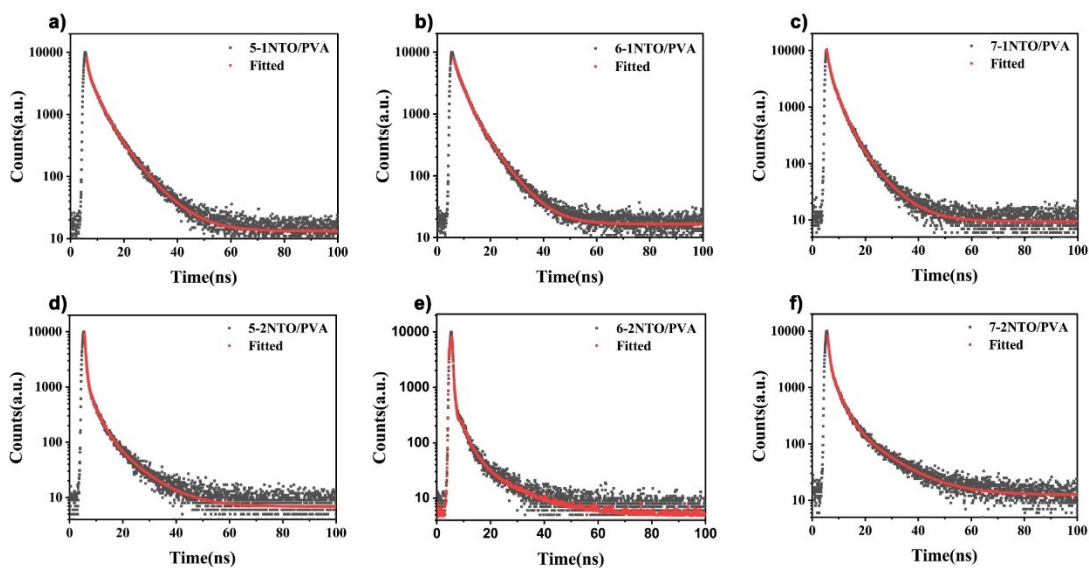 a)
5-1NTO/PVA
Fitted
Counts(a.u.)
10000
1000
100
10
0 20 40 60 80 100
Time(ns)
b)
6-1NTO/PVA
Fitted
Counts(a.u.)
10000
1000
100
10
0 20 40 60 80 100
Time(ns)
c)
7-1NTO/PVA
Fitted
Counts(a.u.)
10000
1000
100
10
0 20 40 60 80 100
Time(ns)
d)
5-2NTO/PVA
Fitted
Counts(a.u.)
10000
1000
100
10
0 20 40 60 80 100
Time(ns)
e)
6-2NTO/PVA
Fitted
Counts(a.u.)
10000
1000
100
10
0 20 40 60 80 100
Time(ns)
f)
7-2NTO/PVA
Fitted
Counts(a.u.)
10000
1000
100
10
0 20 40 60 80 100
Time(ns)